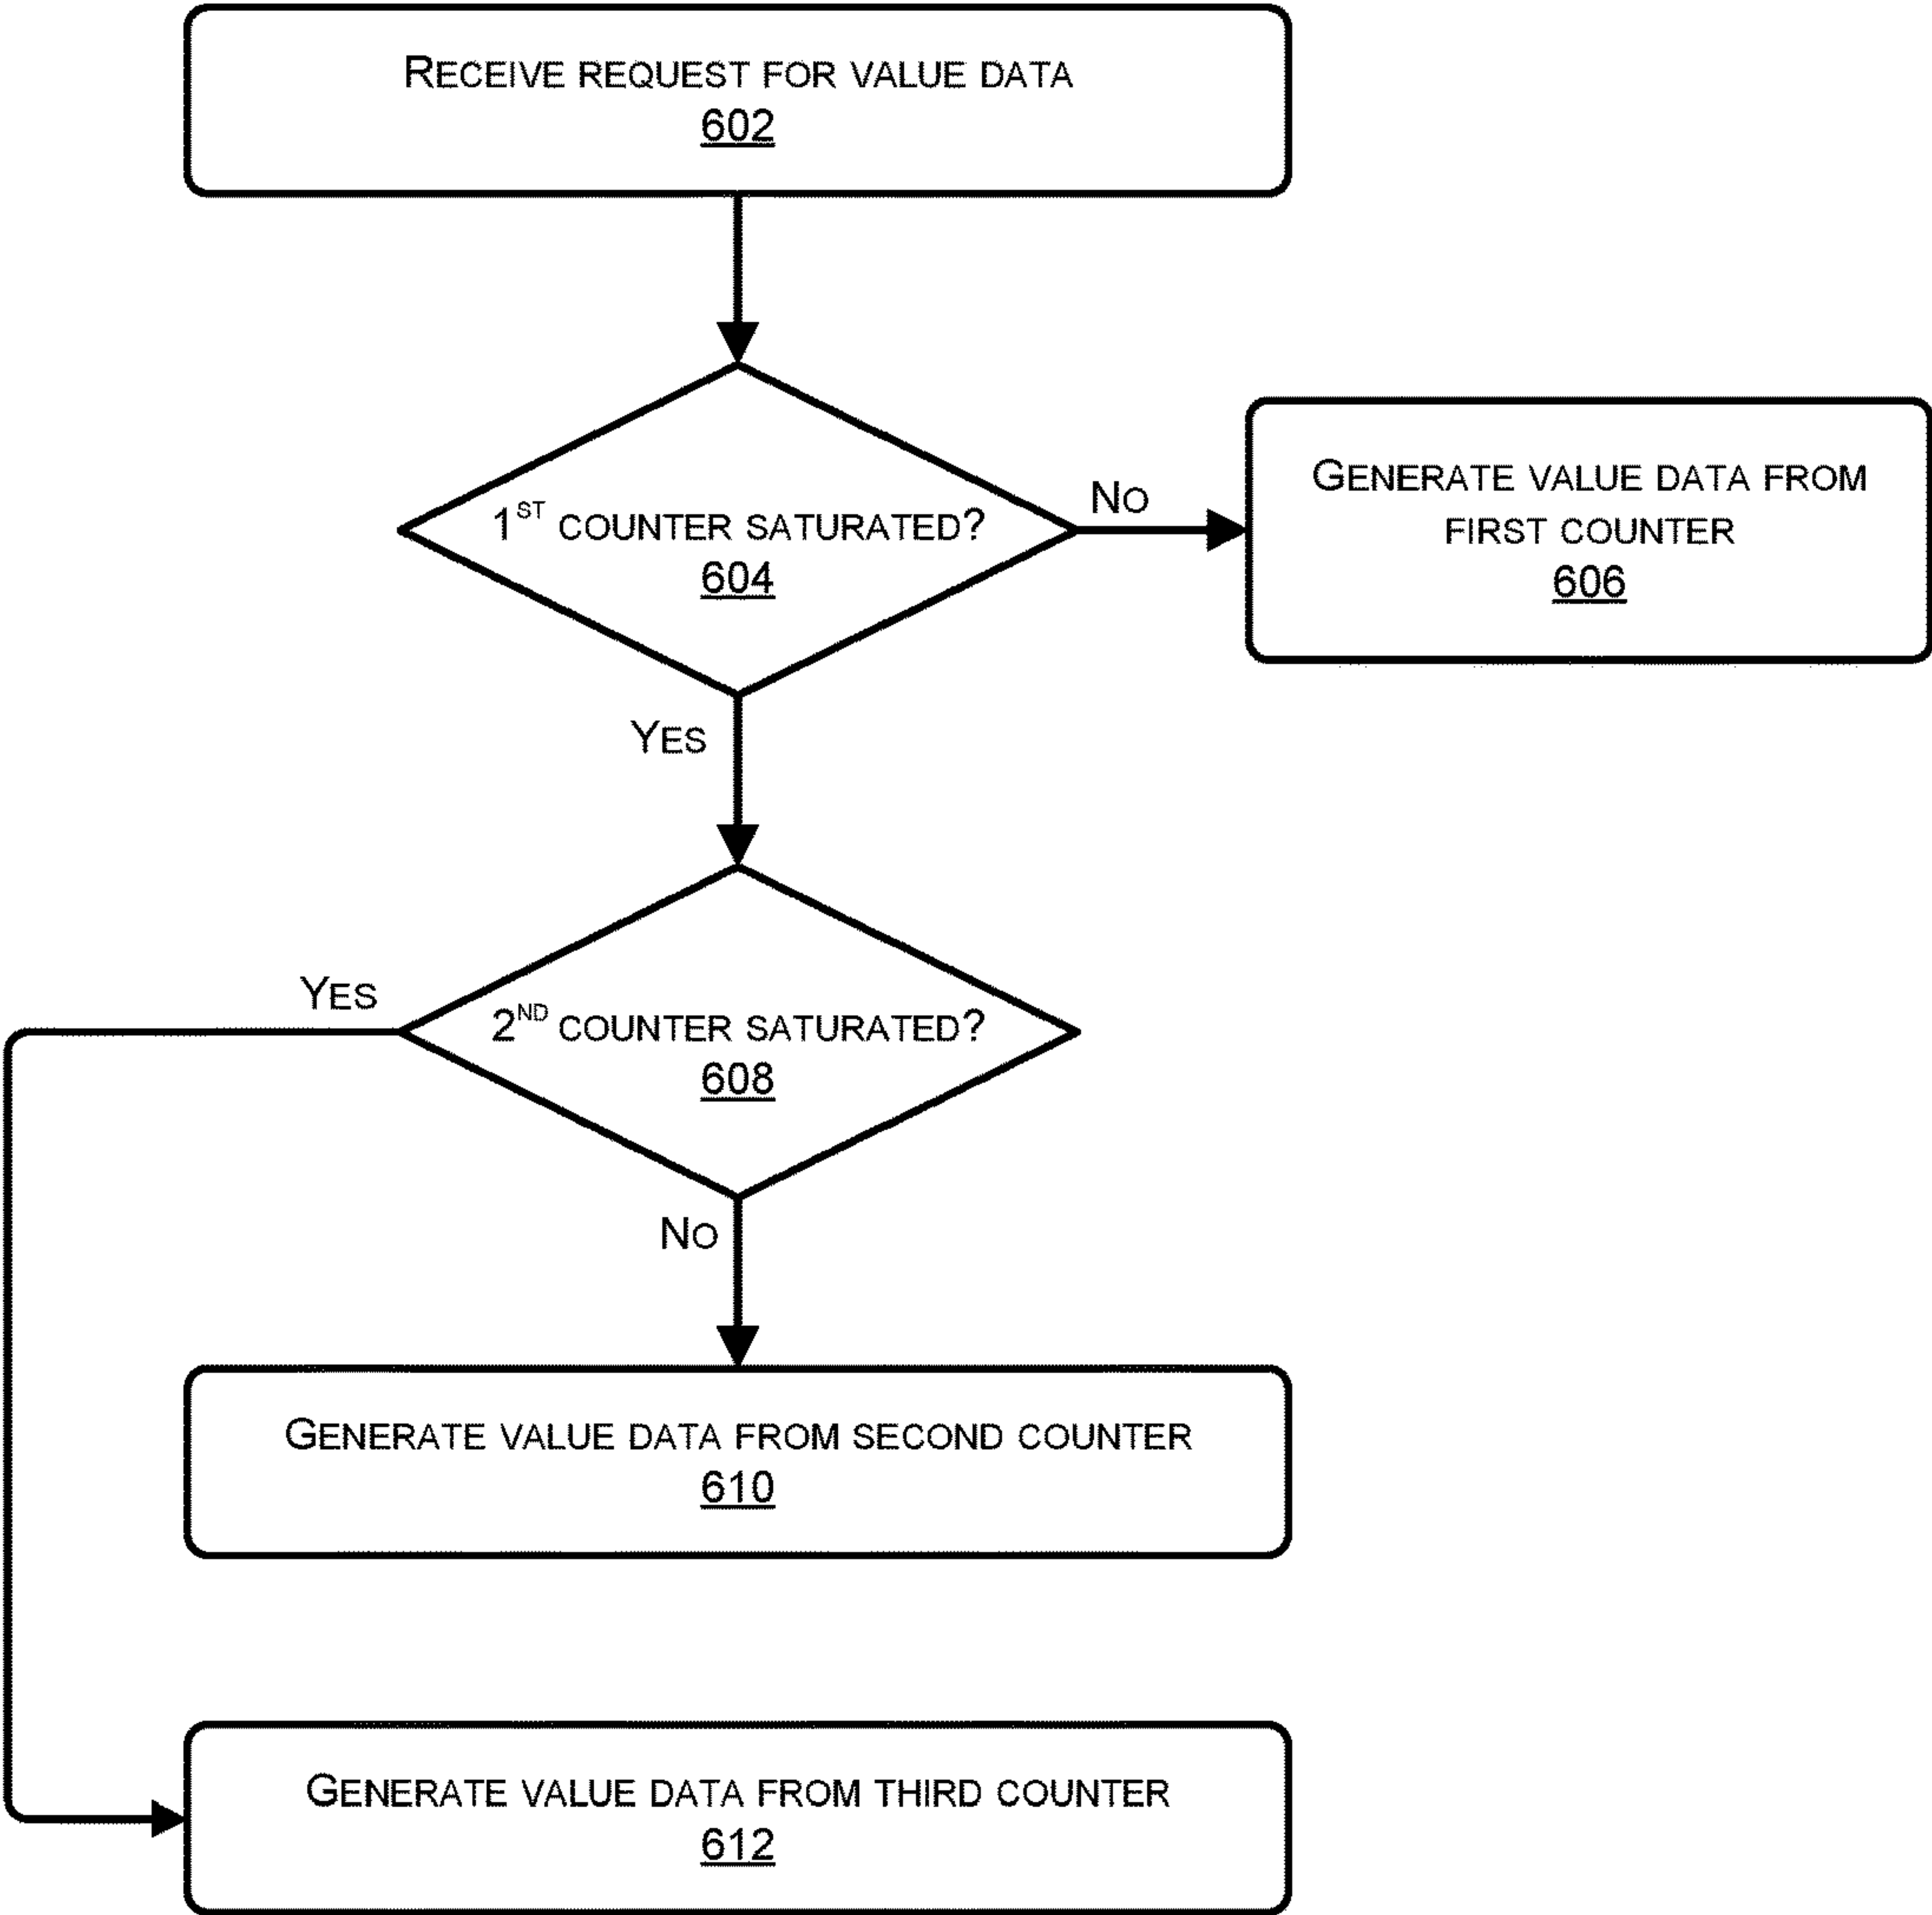 RECEIVE REQUEST FOR VALUE DATA
602
1ST COUNTER SATURATED?
604
NO
GENERATE VALUE DATA FROM
FIRST COUNTER
606
YES
2ND COUNTER SATURATED?
608
YES
NO
GENERATE VALUE DATA FROM SECOND COUNTER
610
GENERATE VALUE DATA FROM THIRD COUNTER
612